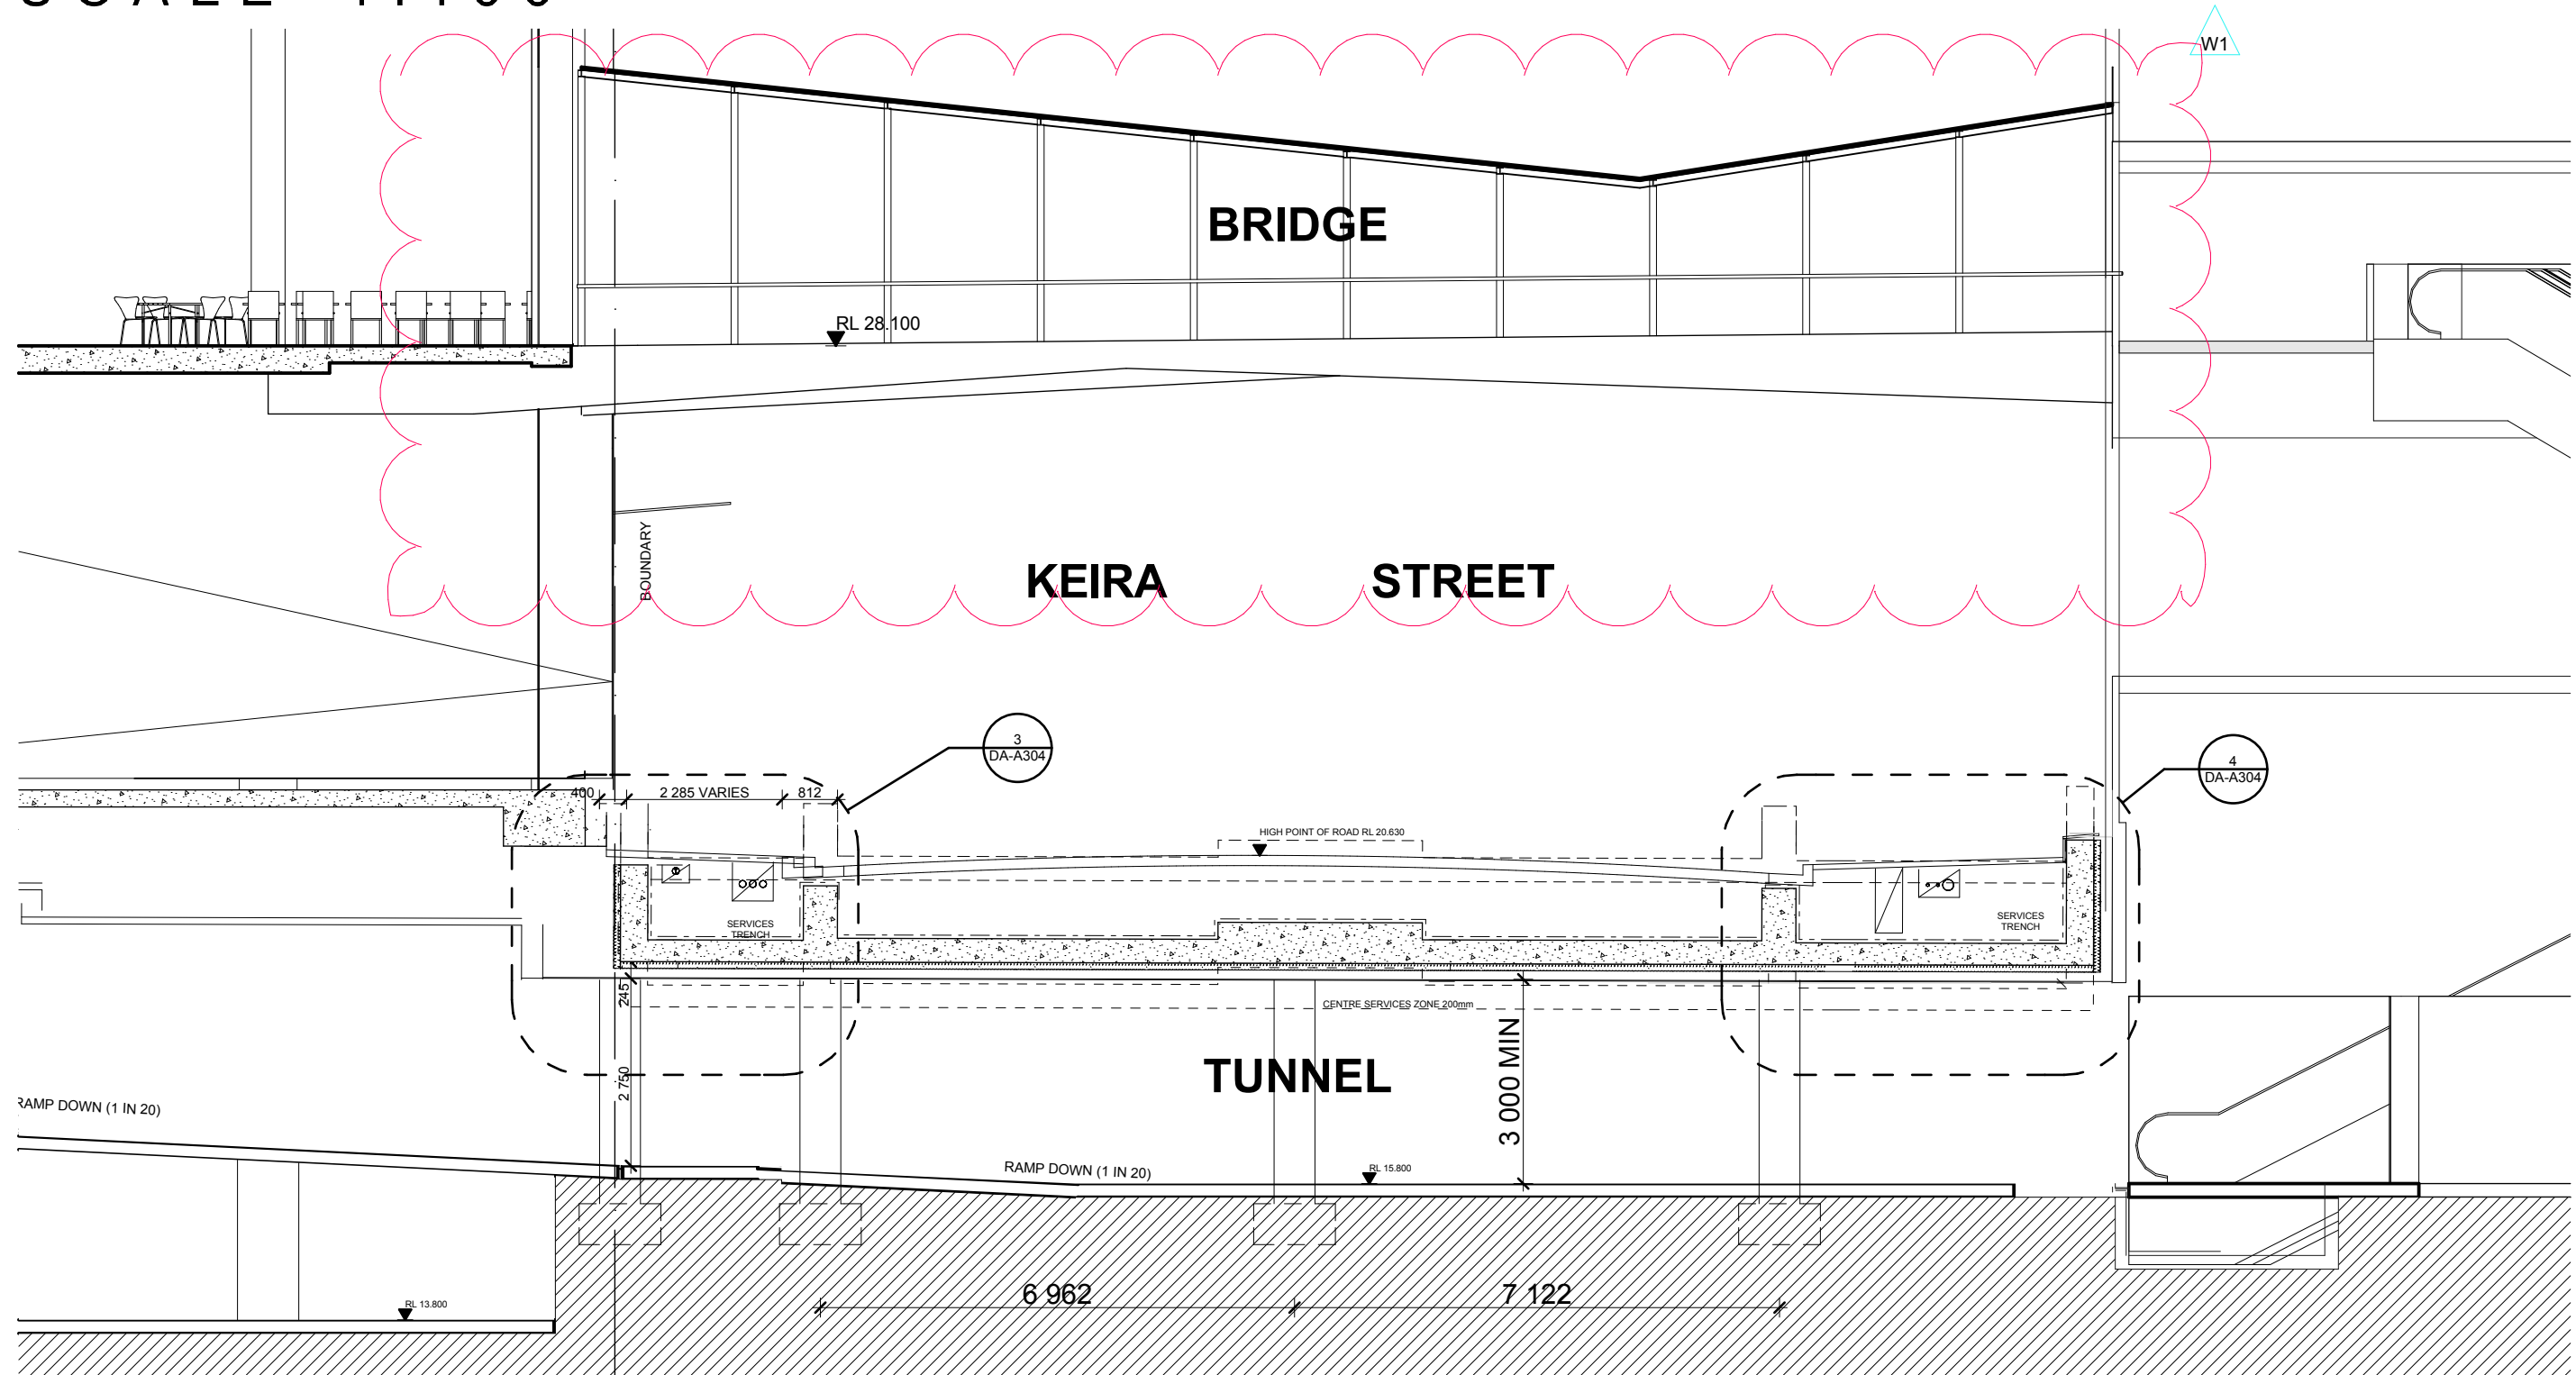 W1
BRIDGE
RL 28.100
BOUNDARY
KEIRA STREET
3
DA-A304
4
DA-A304
400
2 285 VARIES
812
HIGH POINT OF ROAD RL 20.630
SERVICES
TRENCH
SERVICES
TRENCH
245
CENTRE SERVICES ZONE 200mm
2 750
TUNNEL
3 000 MIN
RAMP DOWN (1 IN 20)
RAMP DOWN (1 IN 20)
RL 15.800
6 962
7 122
RL 13.800